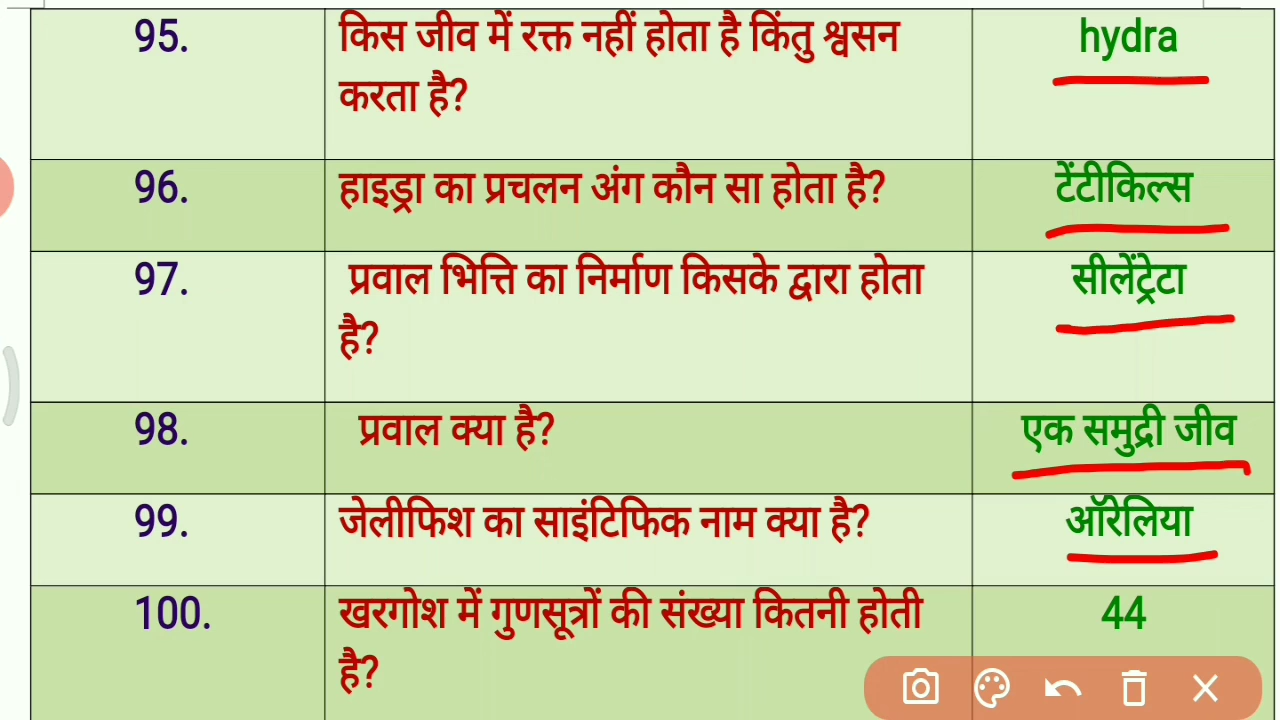 95. किस जीव में रक्त नहीं होता है किंतु श्वसन hydra
करता है?
96. हाइड्रा का प्रचलन अंग कौन सा होता है? टेंटीकिल्स
97. प्रवाल भित्ति का निर्माण किसके द्वारा होता सीलेंट्रेटा
है?
98. प्रवाल क्या है? एक समुद्री जीव
99. जेलीफिश का साइंटिफिक नाम क्या है? ऑरेलिया
100. खरगोश में गुणसूत्रों की संख्या कितनी होती 44
है?